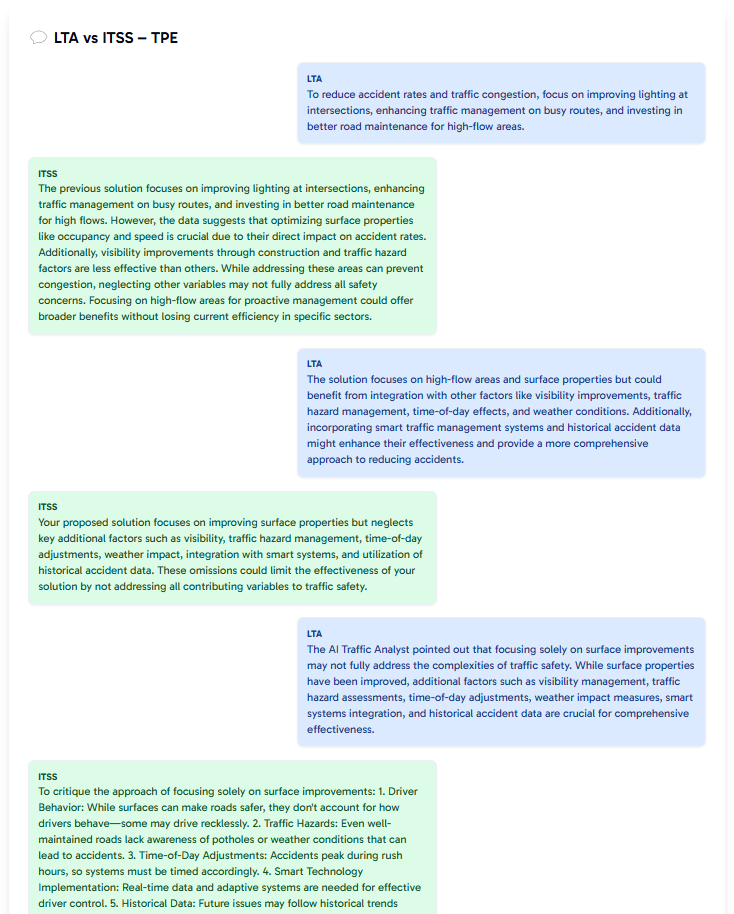 LTA vs ITSS – TPE
LTA
To reduce accident rates and traffic congestion, focus on improving lighting at
intersections, enhancing traffic management on busy routes, and investing in
better road maintenance for high-flow areas.
ITSS
The previous solution focuses on improving lighting at intersections, enhancing
traffic management on busy routes, and investing in better road maintenance
for high flows. However, the data suggests that optimizing surface properties
like occupancy and speed is crucial due to their direct impact on accident rates.
Additionally, visibility improvements through construction and traffic hazard
factors are less effective than others. While addressing these areas can prevent
congestion, neglecting other variables may not fully address all safety
concerns. Focusing on high-flow areas for proactive management could offer
broader benefits without losing current efficiency in specific sectors.
LTA
The solution focuses on high-flow areas and surface properties but could
benefit from integration with other factors like visibility improvements, traffic
hazard management, time-of-day effects, and weather conditions. Additionally,
incorporating smart traffic management systems and historical accident data
might enhance their effectiveness and provide a more comprehensive
approach to reducing accidents.
ITSS
Your proposed solution focuses on improving surface properties but neglects
key additional factors such as visibility, traffic hazard management, time-of-day
adjustments, weather impact, integration with smart systems, and utilization of
historical accident data. These omissions could limit the effectiveness of your
solution by not addressing all contributing variables to traffic safety.
LTA
The AI Traffic Analyst pointed out that focusing solely on surface improvements
may not fully address the complexities of traffic safety. While surface properties
have been improved, additional factors such as visibility management, traffic
hazard assessments, time-of-day adjustments, weather impact measures, smart
systems integration, and historical accident data are crucial for comprehensive
effectiveness.
ITSS
To critique the approach of focusing solely on surface improvements: 1. Driver
Behavior: While surfaces can make roads safer, they don't account for how
drivers behave—some may drive recklessly. 2. Traffic Hazards: Even well-
maintained roads lack awareness of potholes or weather conditions that can
lead to accidents. 3. Time-of-Day Adjustments: Accidents peak during rush
hours, so systems must be timed accordingly. 4. Smart Technology
Implementation: Real-time data and adaptive systems are needed for effective
driver control. 5. Historical Data: Future issues may follow historical trends